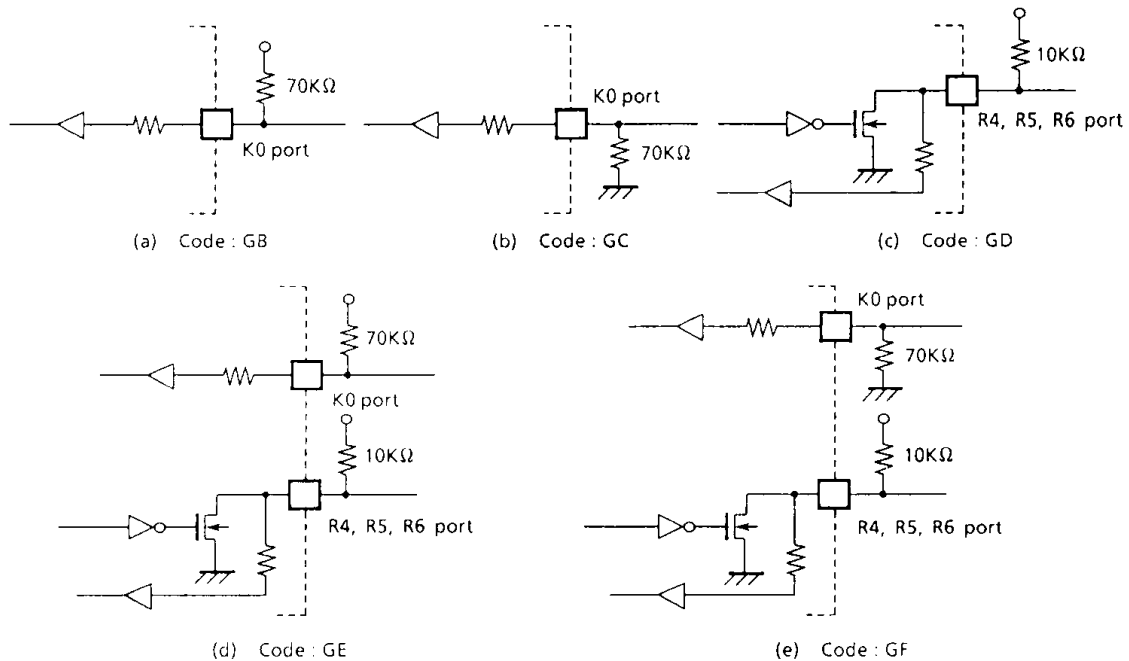 70KΩ
K0 port
(a) Code : GB
K0 port
70KΩ
(b) Code : GC
10KΩ
R4, R5, R6 port
(c) Code : GD
70KΩ
K0 port
10KΩ
R4, R5, R6 port
(d) Code : GE
K0 port
70KΩ
10KΩ
R4, R5, R6 port
(e) Code : GF